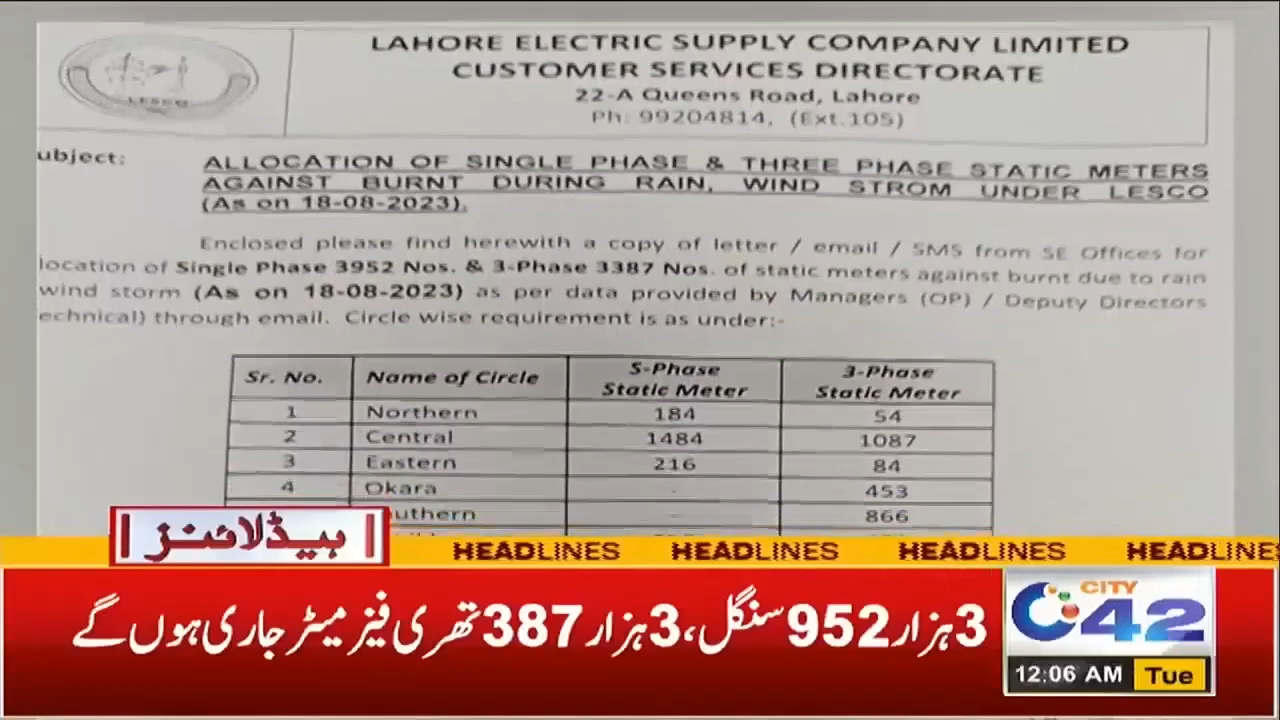 LESCO
LAHORE ELECTRIC SUPPLY COMPANY LIMITED
CUSTOMER SERVICES DIRECTORATE
22-A Queens Road, Lahore
Ph: 99204814, (Ext.105)
ubject: ALLOCATION OF SINGLE PHASE & THREE PHASE STATIC METERS
AGAINST BURNT DURING RAIN, WIND STROM UNDER LESCO
(As on 18-08-2023).
Enclosed please find herewith a copy of letter / email / SMS from SE Offices for
location of Single Phase 3952 Nos. & 3-Phase 3387 Nos. of static meters against burnt due to rain
wind storm (As on 18-08-2023) as per data provided by Managers (OP) / Deputy Directors
echnical) through email. Circle wise requirement is as under:-
Sr. No. Name of Circle S-Phase Static Meter 3-Phase Static Meter
1 Northern 184 54
2 Central 1484 1087
3 Eastern 216 84
4 Okara - 453
uthern - 866
ہیڈلائنز
HEADLINES HEADLINES HEADLINES HEADLINES
3 ہزار 952 سنگل، 3 ہزار 387 تھری فیز میٹر جاری ہوں گے
CITY
42
12:06 AM Tue